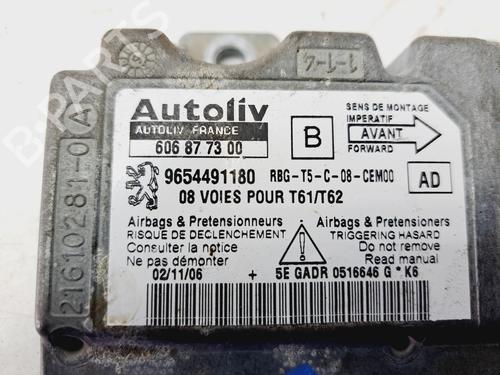 1-1-4
Autoliv
AUTOLIV FRANCE
606 87 73 00
B
SENS DE MONTAGE
IMPERATIF
AVANT
FORWARD
9654491180 RBG-T5-C-08-CEM00
AD
08 VOIES POUR T61/T62
Airbags & Pretensionneurs
RISQUE DE DECLENCHEMENT
Consulter la notice
Ne pas démonter
Airbags & Pretensioners
TRIGGERING HASARD
Do not remove
Read manual
02/11/06 + 5E GADR 0516646 G * K6
21610281-0 A
B-PARTS